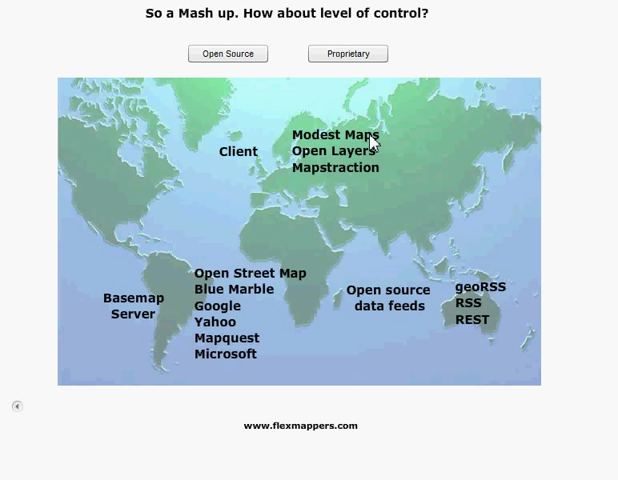 So a Mash up. How about level of control?
Open Source
Proprietary
Client
Modest Maps
Open Layers
Mapstraction
Basemap
Server
Open Street Map
Blue Marble
Google
Yahoo
Mapquest
Microsoft
Open source
data feeds
geoRSS
RSS
REST
www.flexmappers.com